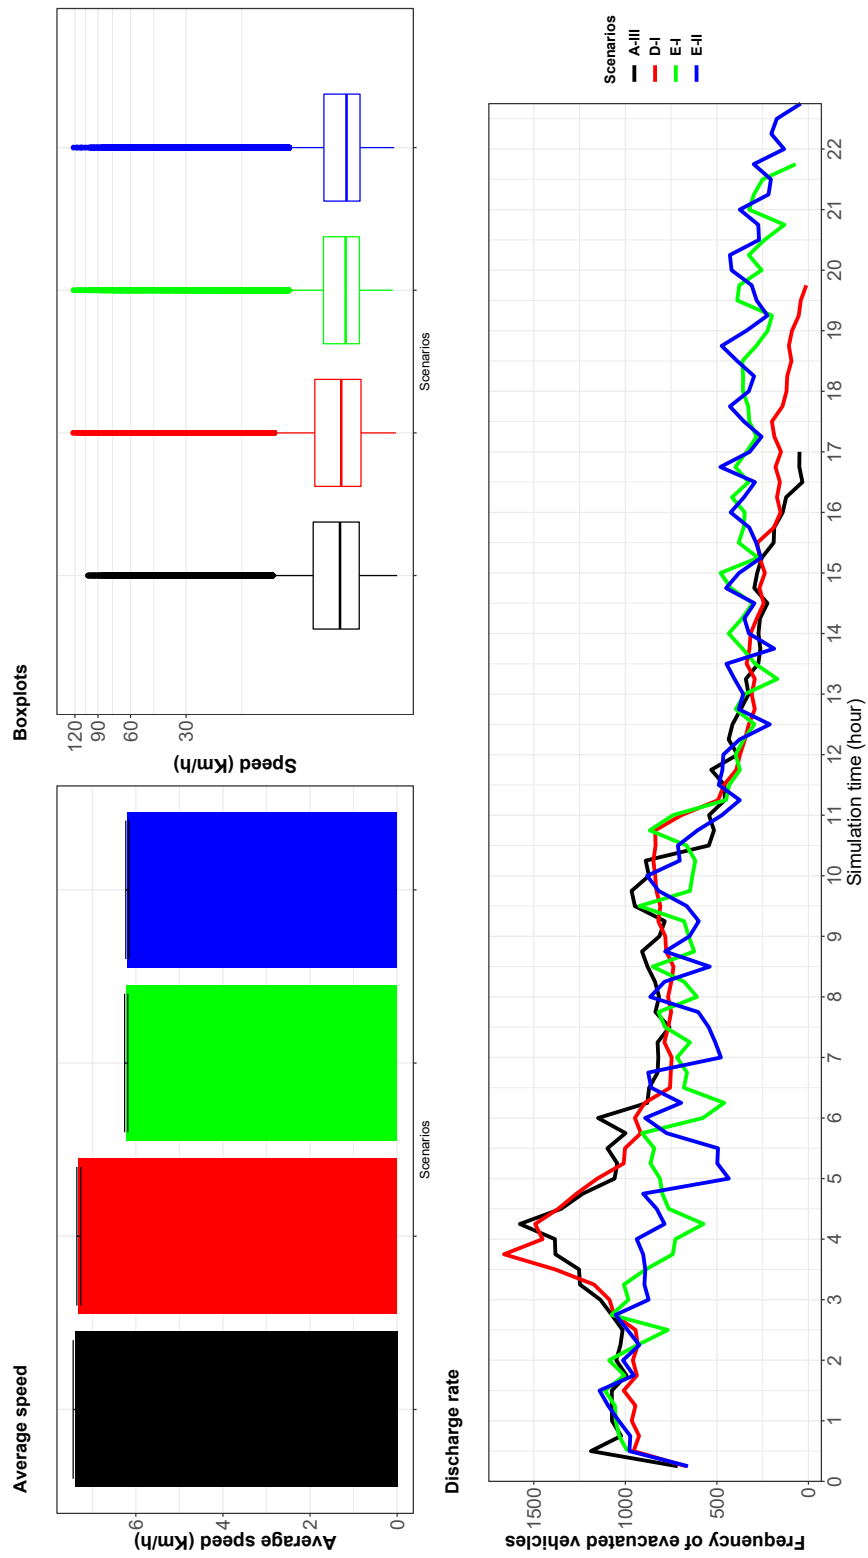 Average speed
Average speed (Km/h)
6
4
2
0
Scenarios
Boxplots
Speed (Km/h)
120
90
60
30
Scenarios
Discharge rate
Frequency of evacuated vehicles
1500
1000
500
0
0 1 2 3 4 5 6 7 8 9 10 11 12 13 14 15 16 17 18 19 20 21 22
Simulation time (hour)
Scenarios
A-III
D-I
E-I
E-II